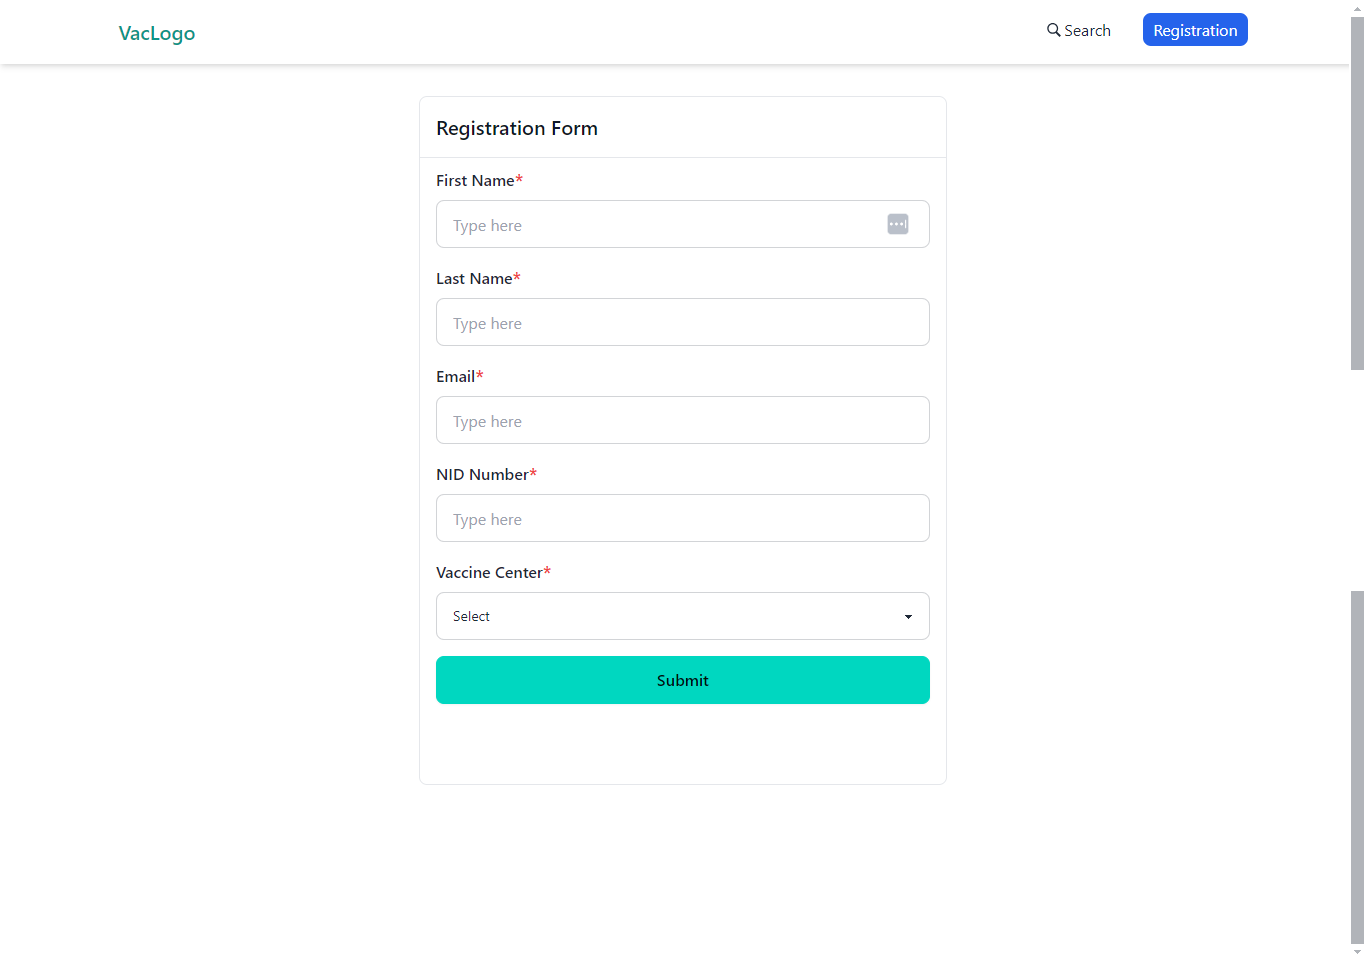 VacLogo
Search
Registration
Registration Form
First Name*
Type here
Last Name*
Type here
Email*
Type here
NID Number*
Type here
Vaccine Center*
Select
Submit